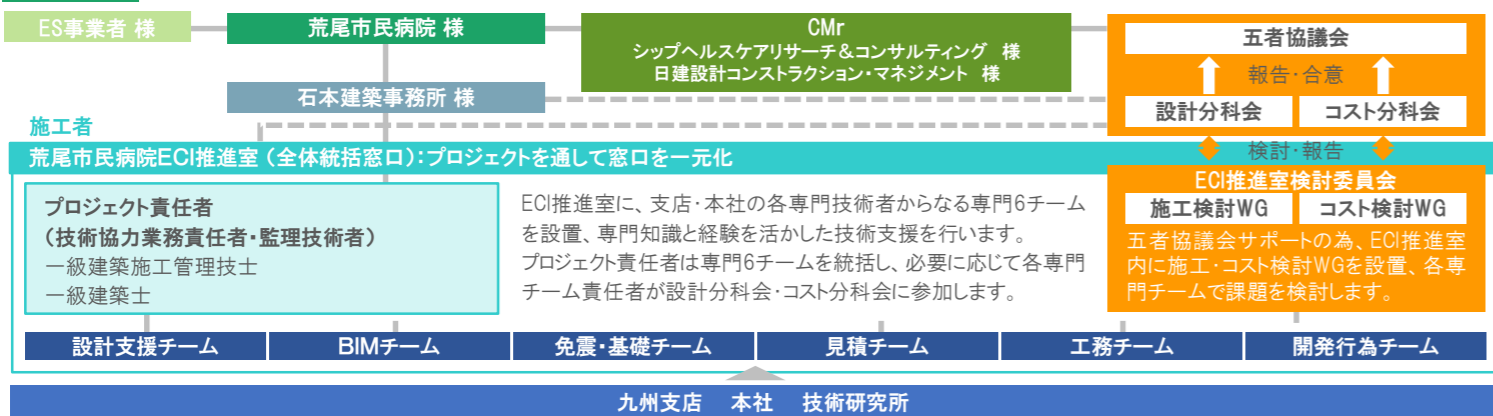 ES事業者 様
荒尾市民病院 様
CMr
シップヘルスケアリサーチ＆コンサルティング 様
日建設計コンストラクション・マネジメント 様
石本建築事務所 様
五者協議会
報告・合意
設計分科会
コスト分科会
検討・報告
施工者
荒尾市民病院ECI推進室（全体統括窓口）：プロジェクトを通して窓口を一元化
プロジェクト責任者
（技術協力業務責任者・監理技術者）
一級建築施工管理技士
一級建築士
ECI推進室に、支店・本社の各専門技術者からなる専門6チーム
を設置、専門知識と経験を活かした技術支援を行います。
プロジェクト責任者は専門6チームを統括し、必要に応じて各専門
チーム責任者が設計分科会・コスト分科会に参加します。
ECI推進室検討委員会
施工検討WG
コスト検討WG
五者協議会サポートの為、ECI推進室
内に施工・コスト検討WGを設置、各専
門チームで課題を検討します。
設計支援チーム
BIMチーム
免震・基礎チーム
見積チーム
工務チーム
開発行為チーム
九州支店 本社 技術研究所